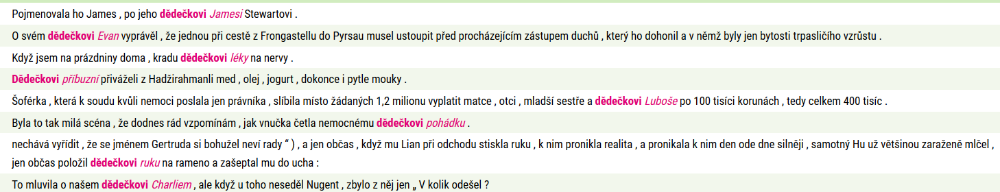 Pojmenovala ho James , po jeho dědečkovi Jamesi Stewartovi .
O svém dědečkovi Evan vyprávěl , že jednou při cestě z Frongastellu do Pyrsau musel ustoupit před procházejícím zástupem duchů , který ho dohonil a v němž byly jen bytosti trpasličího vzrůstu .
Když jsem na prázdniny doma , kradu dědečkovi léky na nervy .
Dědečkovi příbuzní přiváželi z Hadžirahmanli med , olej , jogurt , dokonce i pytle mouky .
Šoférka , která k soudu kvůli nemoci poslala jen právníka , slíbila místo žádaných 1,2 milionu vyplatit matce , otci , mladší sestře a dědečkovi Luboše po 100 tisíci korunách , tedy celkem 400 tisíc .
Byla to tak milá scéna , že dodnes rád vzpomínám , jak vnučka četla nemocnému dědečkovi pohádku .
nechává vyřídit , že se jménem Gertruda si bohužel neví rady “ ) , a jen občas , když mu Lian při odchodu stiskla ruku , k nim pronikla realita , a pronikala k nim den ode dne silněji , samotný Hu už většinou zaraženě mlčel ,
jen občas položil dědečkovi ruku na rameno a zašeptal mu do ucha :
To mluvila o našem dědečkovi Charliem , ale když u toho neseděl Nugent , zbylo z něj jen „ V kolik odešel ?